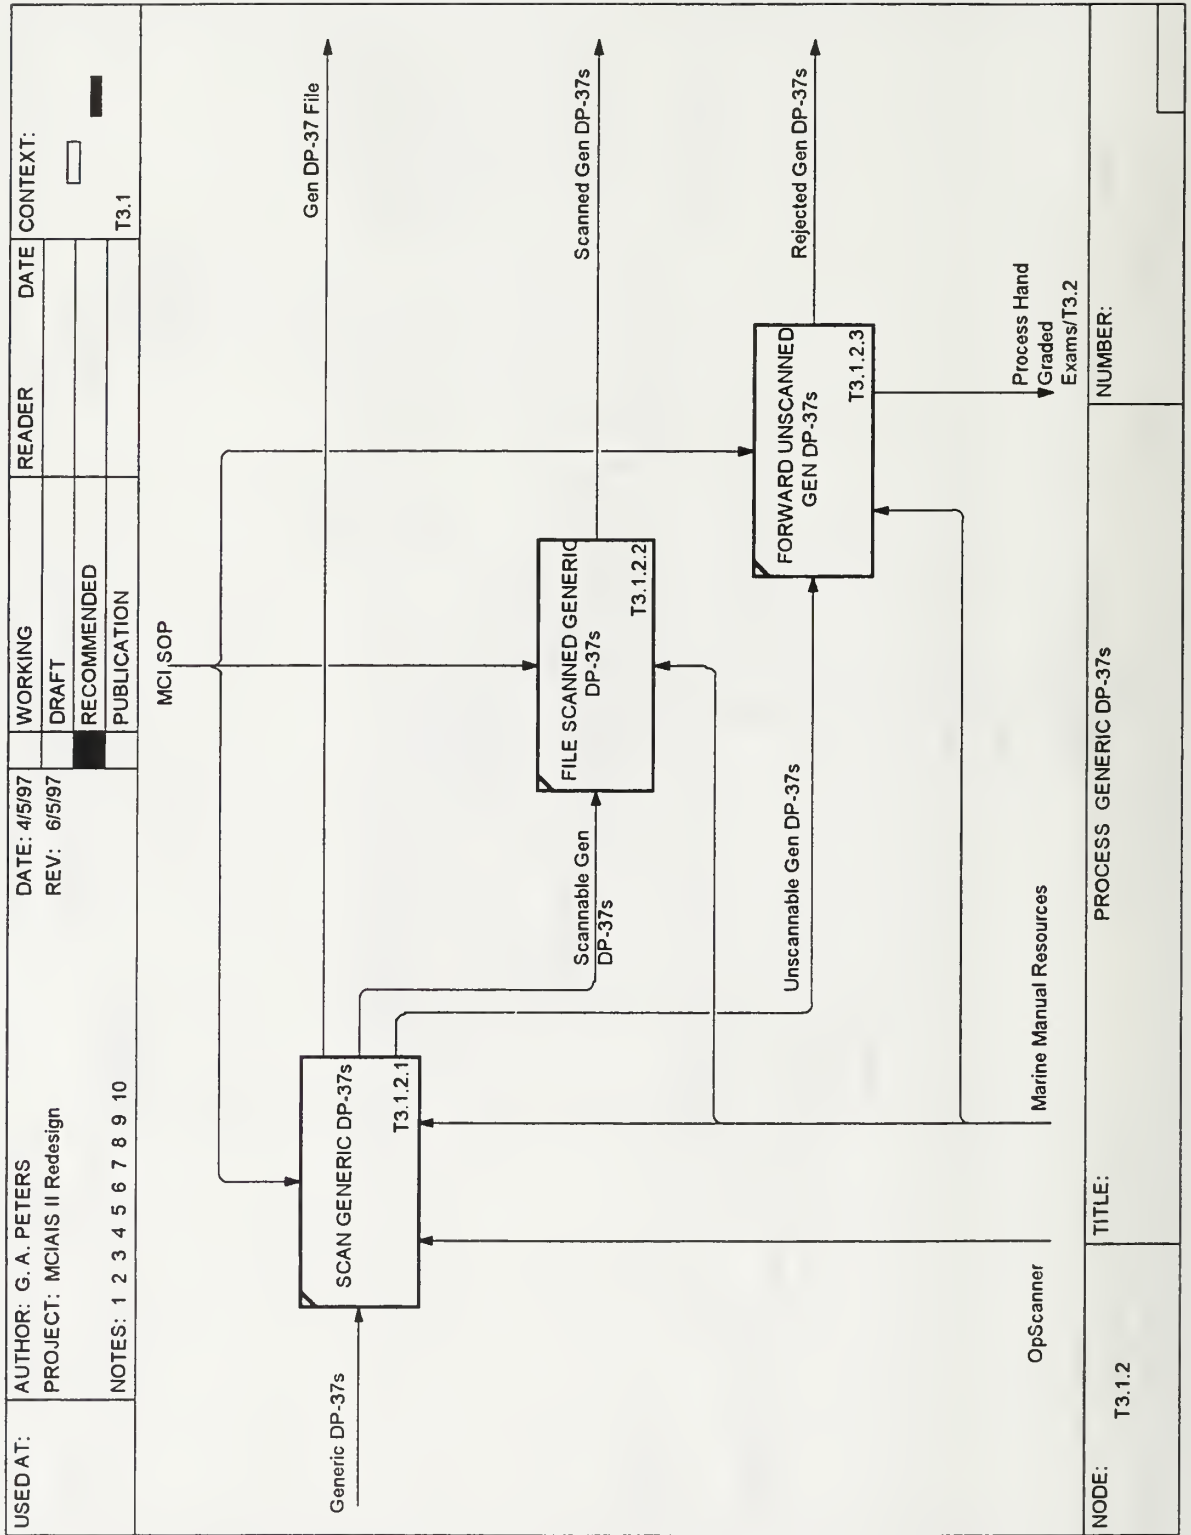 USED AT:
AUTHOR: G. A. PETERS
PROJECT: MCIAIS II Redesign
NOTES: 1 2 3 4 5 6 7 8 9 10
DATE: 4/5/97
REV: 6/5/97
WORKING
DRAFT
RECOMMENDED
PUBLICATION
READER
DATE
CONTEXT:
T3.1
MCI SOP
Gen DP-37 File
Generic DP-37s
SCAN GENERIC DP-37s
T3.1.2.1
Scannable Gen
DP-37s
FILE SCANNED GENERIC
DP-37s
T3.1.2.2
Scanned Gen DP-37s
Unscannable Gen DP-37s
FORWARD UNSCANNED
GEN DP-37s
T3.1.2.3
Rejected Gen DP-37s
Process Hand
Graded
Exams/T3.2
OpScanner
Marine Manual Resources
NODE:
T3.1.2
TITLE:
PROCESS GENERIC DP-37s
NUMBER: